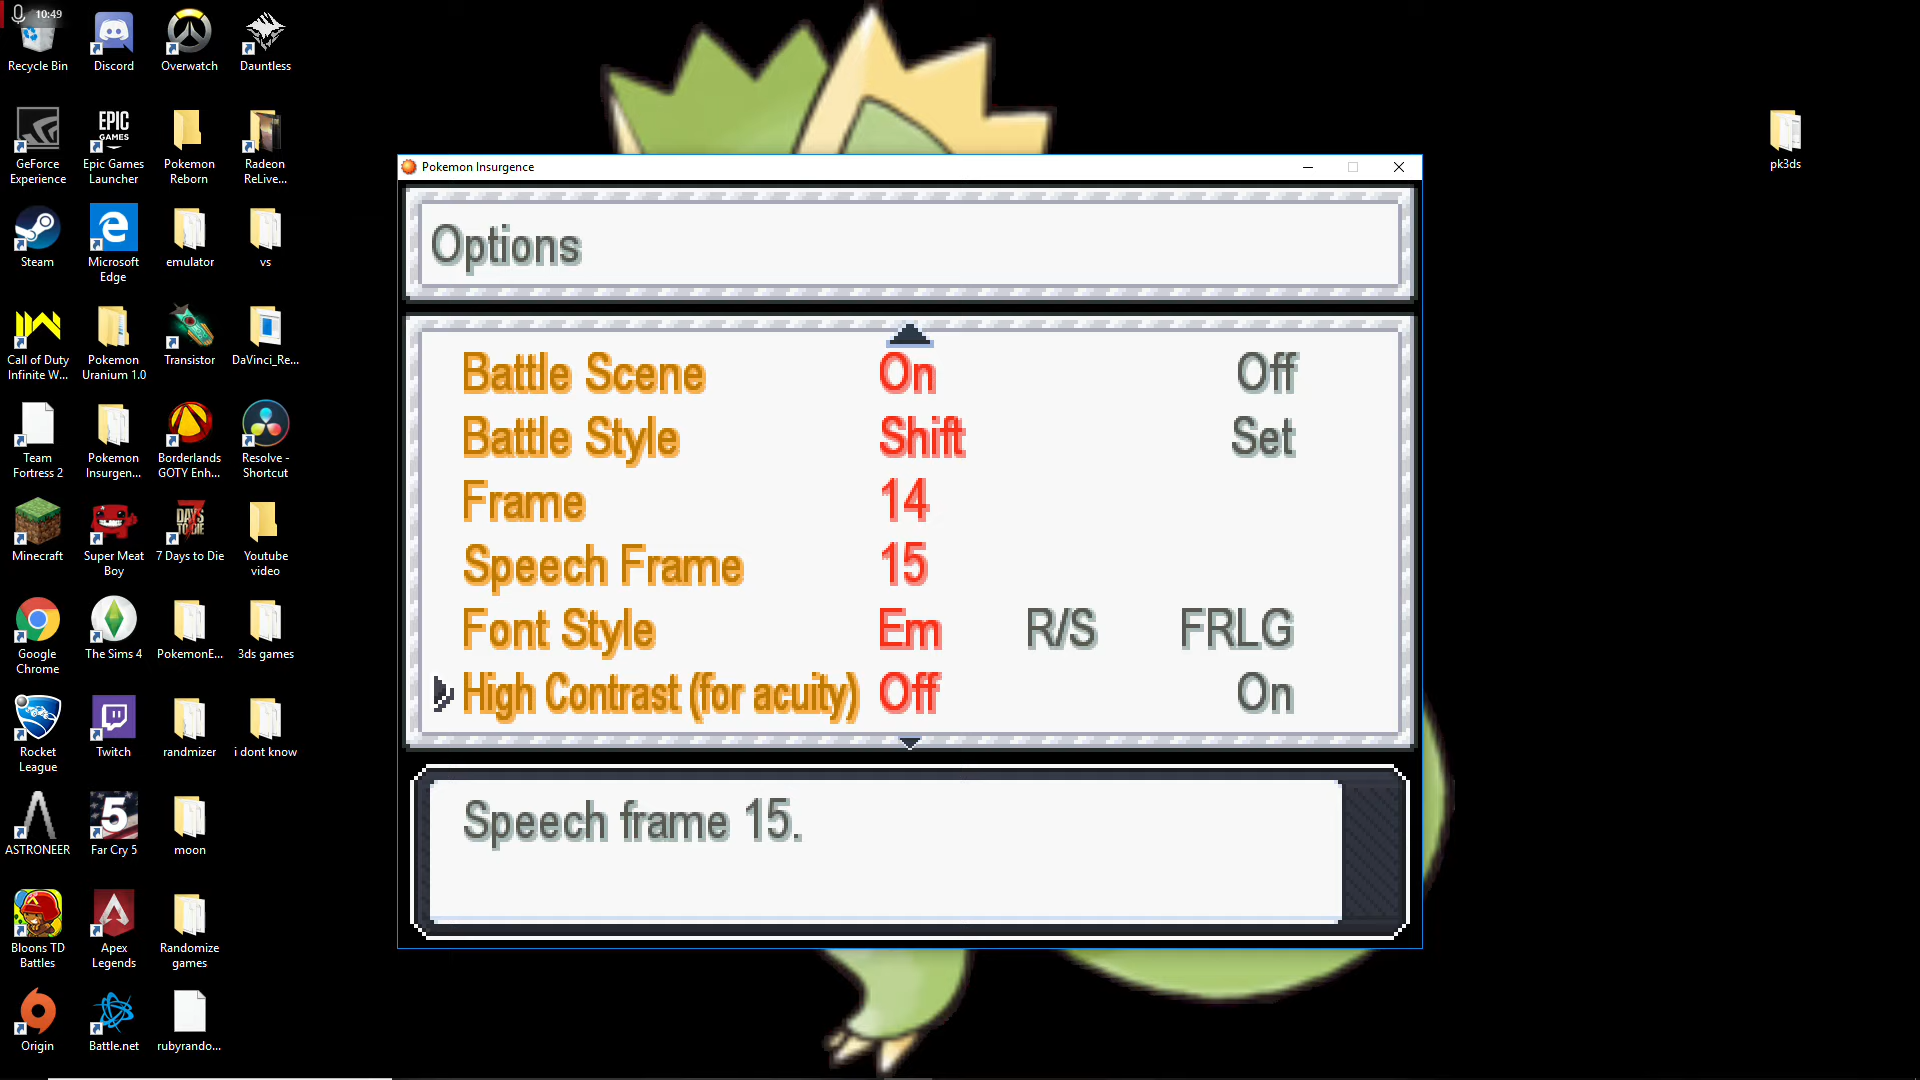 10:49
Recycle Bin
Discord
Overwatch
Dauntless
GeForce
Experience
Epic Games
Launcher
Pokemon
Reborn
Radeon
ReLive...
EPIC
GAMES
Steam
Microsoft
Edge
emulator
vs
Call of Duty
Infinite W...
Pokemon
Uranium 1.0
Transistor
DaVinci_Re...
Team
Fortress 2
Pokemon
Insurgen...
Borderlands
GOTY Enh...
Resolve -
Shortcut
Minecraft
Super Meat
Boy
7 Days to Die
7 DAYS
TO DIE
Youtube
video
Google
Chrome
The Sims 4
PokemonE...
3ds games
Rocket
League
Twitch
randmizer
i dont know
ASTRONEER
5
Far Cry 5
moon
Bloons TD
Battles
Apex
Legends
Randomize
games
Origin
Battle.net
rubyrando...
pk3ds
Pokemon Insurgence
Options
Battle Scene On Off
Battle Style Shift Set
Frame 14
Speech Frame 15
Font Style Em R/S FRLG
High Contrast (for acuity) Off On
Speech frame 15.